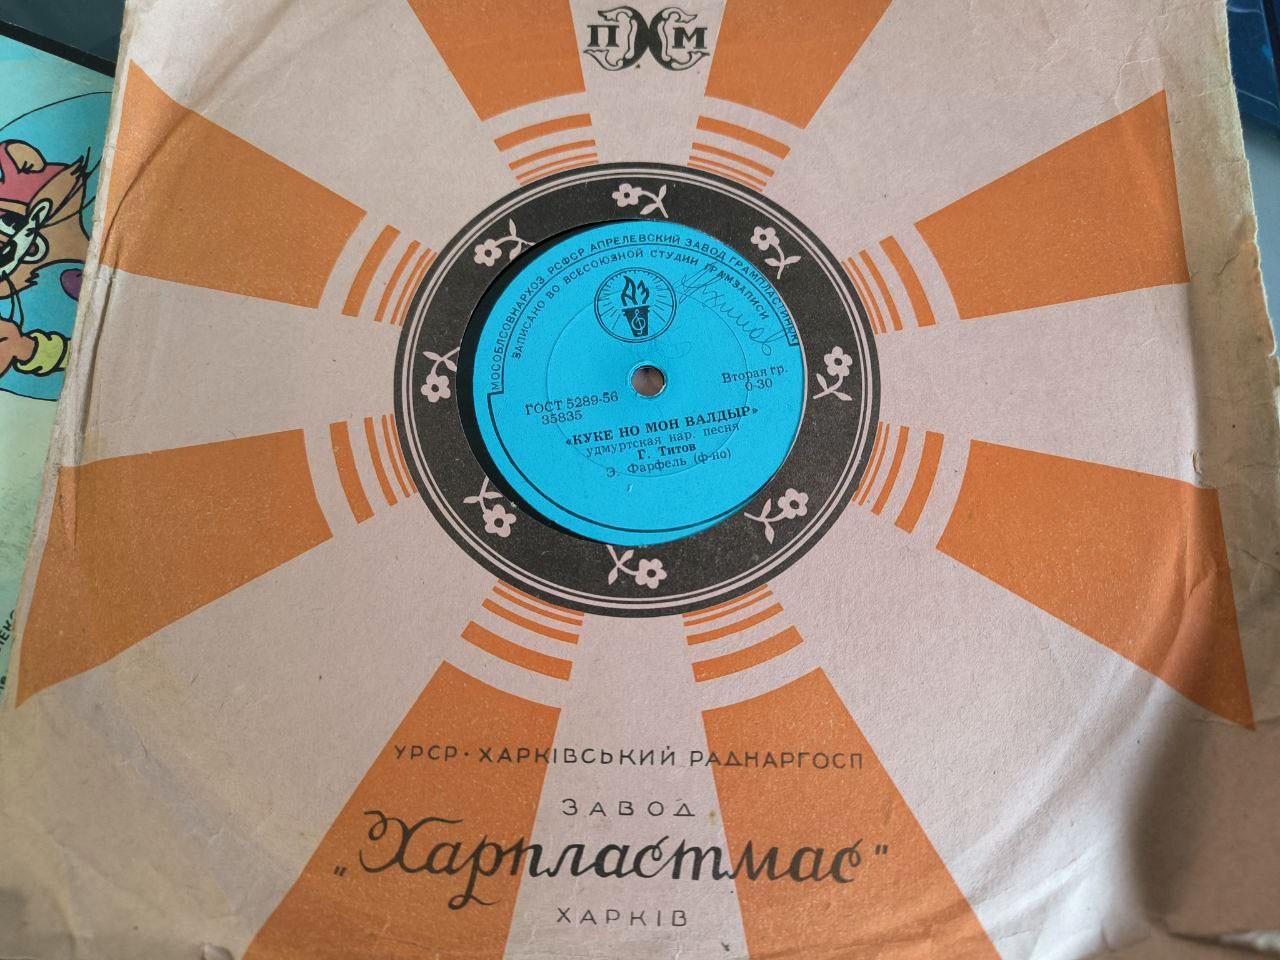 П Х М
МОСОБЛСОВНАРХОЗ РСФСР АПРЕЛЕВСКИЙ ЗАВОД ГРАМПЛАСТИНОК
ЗАПИСАНО ВО ВСЕСОЮЗНОЙ СТУДИИ ГРАМЗАПИСИ
АЗ
ГОСТ 5289-56
35835
Вторая гр.
0-30
«КУКЕ НО МОН ВАЛДЫР»
удмуртская нар. песня
Г. Титов
Э. Фарфель (ф-но)
УРСР · ХАРКІВСЬКИЙ РАДНАРГОСП
ЗАВОД
„Харпластмас"
ХАРКІВ